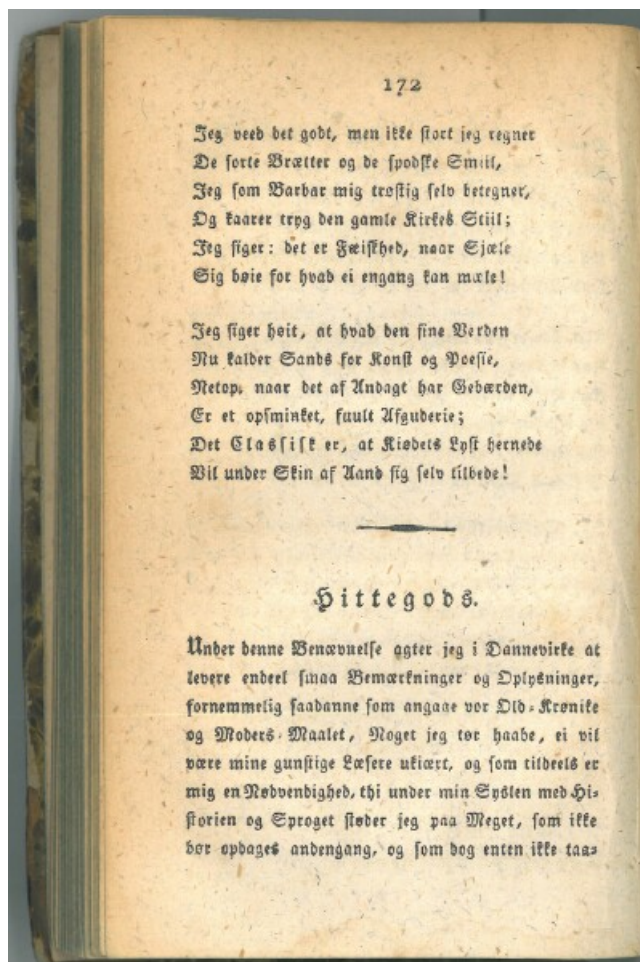 172
Jeg veed det godt, men ikke stort jeg regner
De sorte Brætter og de spodske Smiil,
Jeg som Barbar mig trøstig selv betegner,
Og kaarer tryg den gamle Kirkes Stiil;
Jeg siger: det er Fæiskhed, naar Sjæle
Sig bøie for hvad ei engang kan mæle!
Jeg siger høit, at hvad den fine Verden
Nu kalder Sands for Konst og Poesie,
Netop, naar det af Andagt har Gebærden,
Er et opsminket, fuult Afguderie;
Det Classisk er, at Kiødets Lyst hernede
Vil under Skin af Aand sig selv tilbede!
Hittegods.
Under denne Benævnelse agter jeg i Dannevirke at
levere endeel smaa Bemærkninger og Oplysninger,
fornemmelig saadanne som angaae vor Old-Krønike
og Moders-Maalet, Noget jeg tør haabe, ei vil
være mine gunstige Læsere ukiært, og som tildeels er
mig en Nødvendighed, thi under min Syslen med Hi-
storien og Sproget støder jeg paa Meget, som ikke
bør opdages andengang, og som dog enten ikke taa-